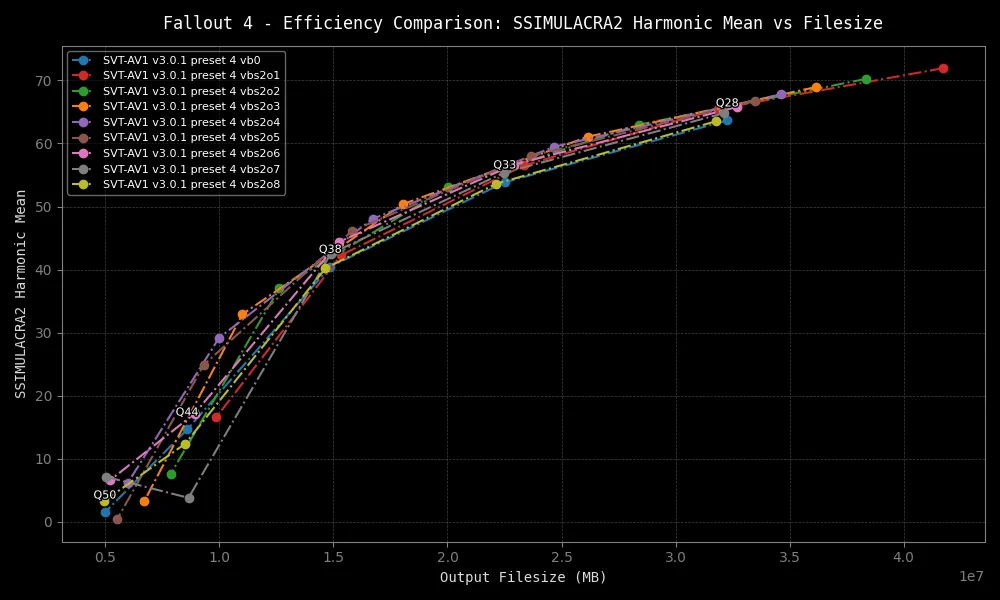 Fallout 4 - Efficiency Comparison: SSIMULACRA2 Harmonic Mean vs Filesize
SVT-AV1 v3.0.1 preset 4 vb0
SVT-AV1 v3.0.1 preset 4 vbs2o1
SVT-AV1 v3.0.1 preset 4 vbs2o2
SVT-AV1 v3.0.1 preset 4 vbs2o3
SVT-AV1 v3.0.1 preset 4 vbs2o4
SVT-AV1 v3.0.1 preset 4 vbs2o5
SVT-AV1 v3.0.1 preset 4 vbs2o6
SVT-AV1 v3.0.1 preset 4 vbs2o7
SVT-AV1 v3.0.1 preset 4 vbs2o8
SSIMULACRA2 Harmonic Mean
70
60
50
40
30
20
10
0
Q28
Q33
Q38
Q44
Q50
0.5 1.0 1.5 2.0 2.5 3.0 3.5 4.0
1e7
Output Filesize (MB)